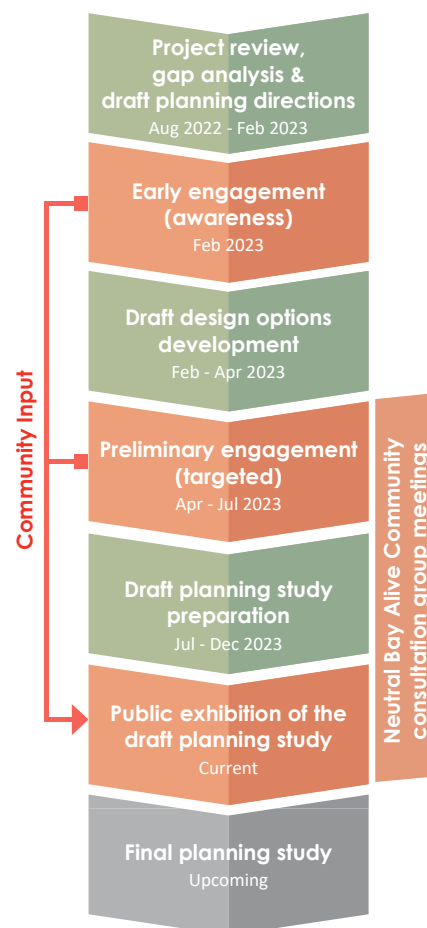 Project review,
gap analysis &
draft planning directions
Aug 2022 - Feb 2023
Early engagement
(awareness)
Feb 2023
Draft design options
development
Feb - Apr 2023
Preliminary engagement
(targeted)
Apr - Jul 2023
Draft planning study
preparation
Jul - Dec 2023
Public exhibition of the
draft planning study
Current
Final planning study
Upcoming
Community Input
Neutral Bay Alive Community
consultation group meetings